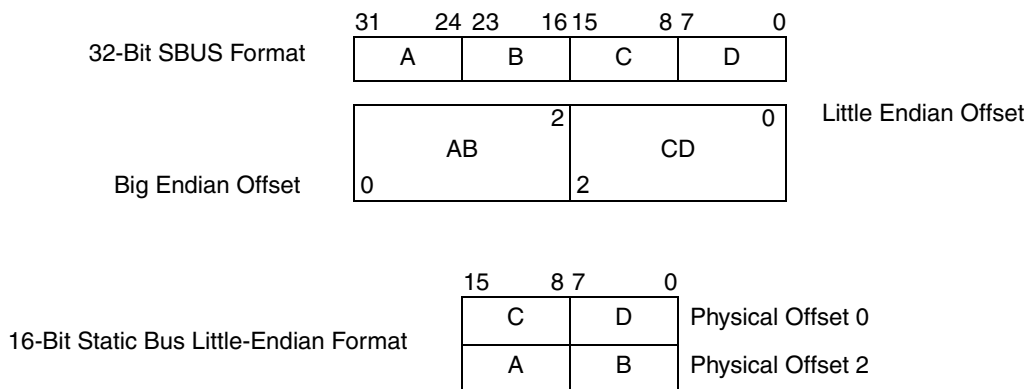 31 24 23 16 15 8 7 0
32-Bit SBUS Format A B C D
2 0 Little Endian Offset
AB CD
Big Endian Offset 0 2
15 8 7 0
C D Physical Offset 0
16-Bit Static Bus Little-Endian Format
A B Physical Offset 2